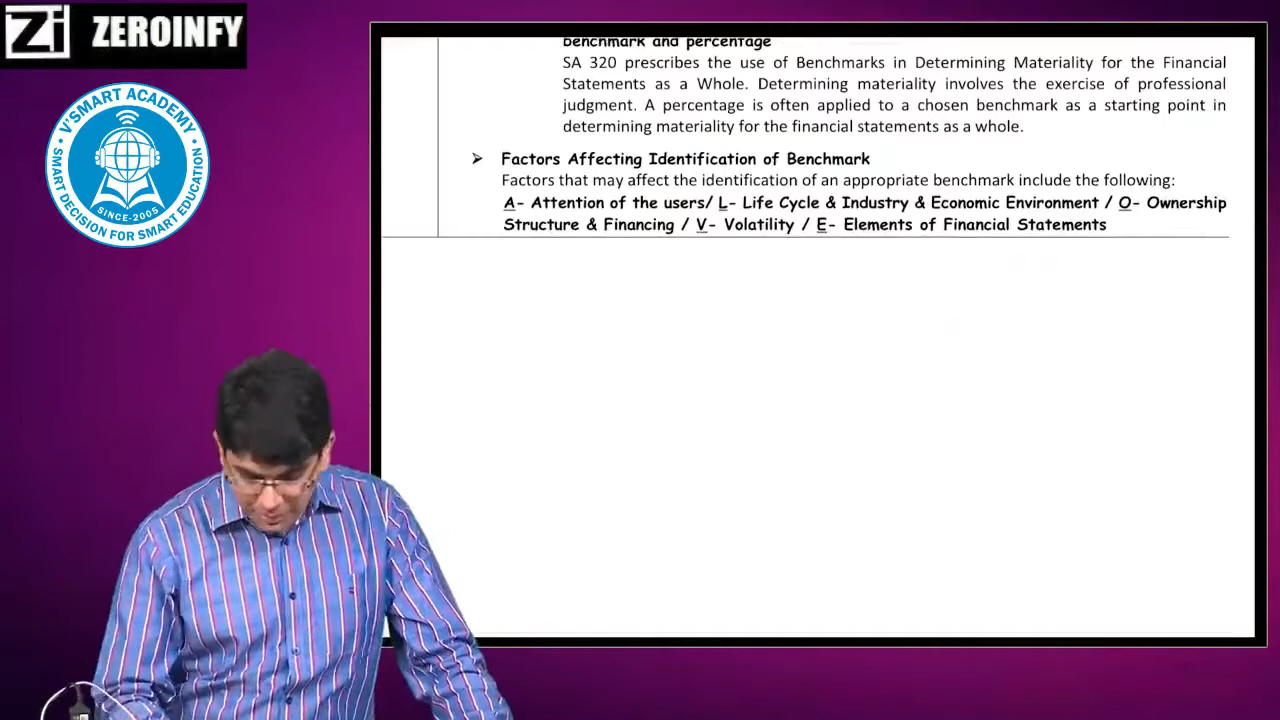 Zi ZEROINFY
V'SMART ACADEMY
SMART DECISION FOR SMART EDUCATION
SINCE-2005
benchmark and percentage
SA 320 prescribes the use of Benchmarks in Determining Materiality for the Financial
Statements as a Whole. Determining materiality involves the exercise of professional
judgment. A percentage is often applied to a chosen benchmark as a starting point in
determining materiality for the financial statements as a whole.
➢ Factors Affecting Identification of Benchmark
Factors that may affect the identification of an appropriate benchmark include the following:
A- Attention of the users/ L- Life Cycle & Industry & Economic Environment / O- Ownership
Structure & Financing / V- Volatility / E- Elements of Financial Statements